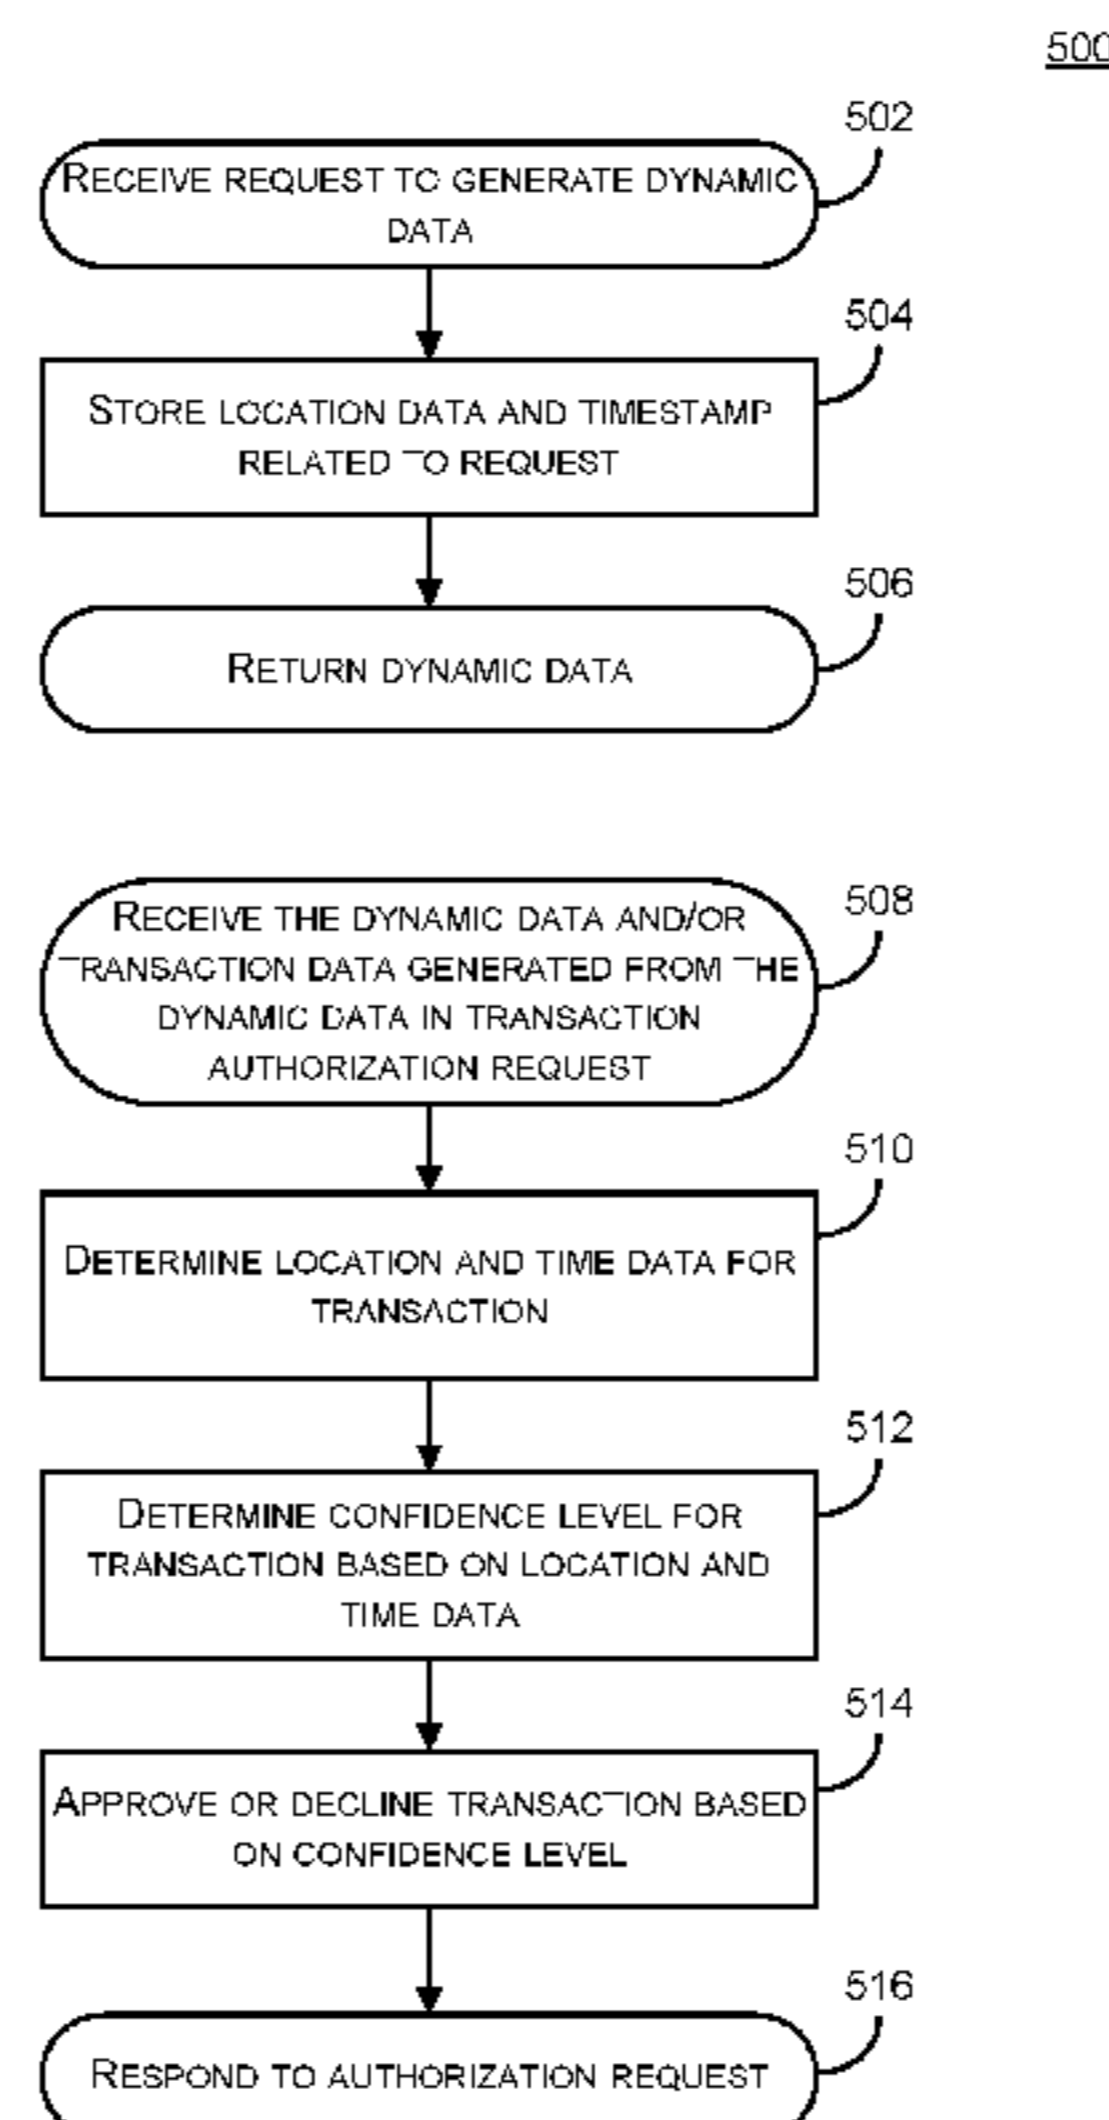 500
502
RECEIVE REQUEST TO GENERATE DYNAMIC
DATA
504
STORE LOCATION DATA AND TIMESTAMP
RELATED TO REQUEST
506
RETURN DYNAMIC DATA
508
RECEIVE THE DYNAMIC DATA AND/OR
TRANSACTION DATA GENERATED FROM THE
DYNAMIC DATA IN TRANSACTION
AUTHORIZATION REQUEST
510
DETERMINE LOCATION AND TIME DATA FOR
TRANSACTION
512
DETERMINE CONFIDENCE LEVEL FOR
TRANSACTION BASED ON LOCATION AND
TIME DATA
514
APPROVE OR DECLINE TRANSACTION BASED
ON CONFIDENCE LEVEL
516
RESPOND TO AUTHORIZATION REQUEST